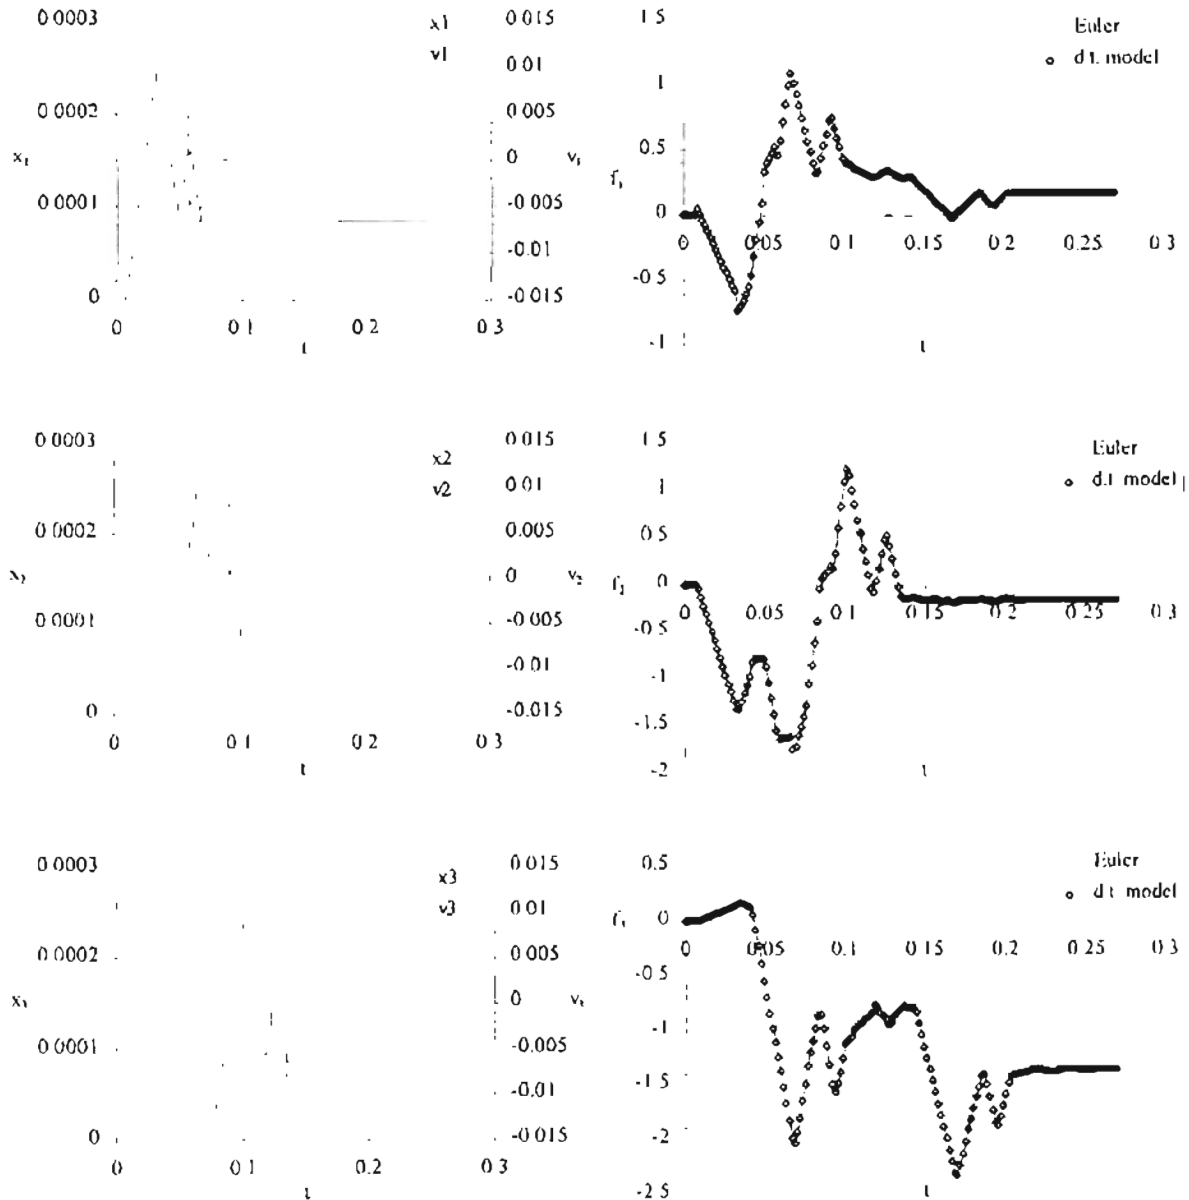 0 0003 x1 0 015 1 5 Euler
v1 0 01 d t. model
0 0002 0 005 1
x₁ 0 v₁ 0.5 f₁
0 0001 -0 005 0
0 0.05 0 1 0.15 0.2 0.25 0 3
-0.01 -0.5
0 -0 015
0 0 1 0 2 0 3 -1 t
t
0 0003 0 015 1 5 Euler
x2
v2 0 01 1 d.t. model
0 0002 0 005 0.5
x₂ 0 v₂ f₂ 0
0 0.05 0 1 0.15 0.2 0.25 0 3
0 0001 -0 005 -0.5
-0 01 -1
0 -0.015 -1.5
0 0 1 0 2 0 3
t -2 t
0 0003 0 015 0.5 Euler
x3 d t. model
v3 0 01 0
0 0.05 0.1 0.15 0.2 0 25 0 3
0 0002 0 005 -0.5
0 -1
0 0001 -0.005 -1.5
-0.01 -2
0 -0 015
0 0.1 0.2 0 3
t -2 5 t